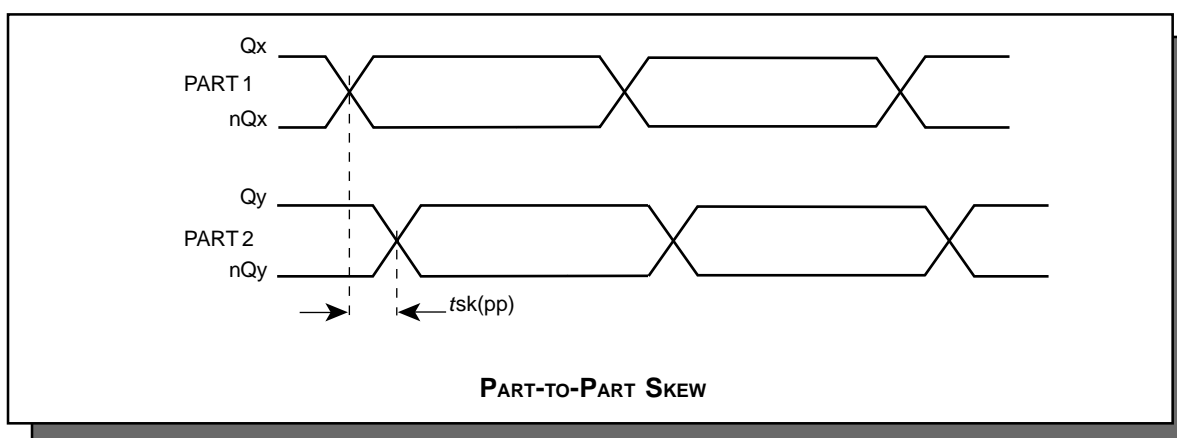 Qx
PART 1
nQx
Qy
PART 2
nQy
tsk(pp)
PART-TO-PART SKEW